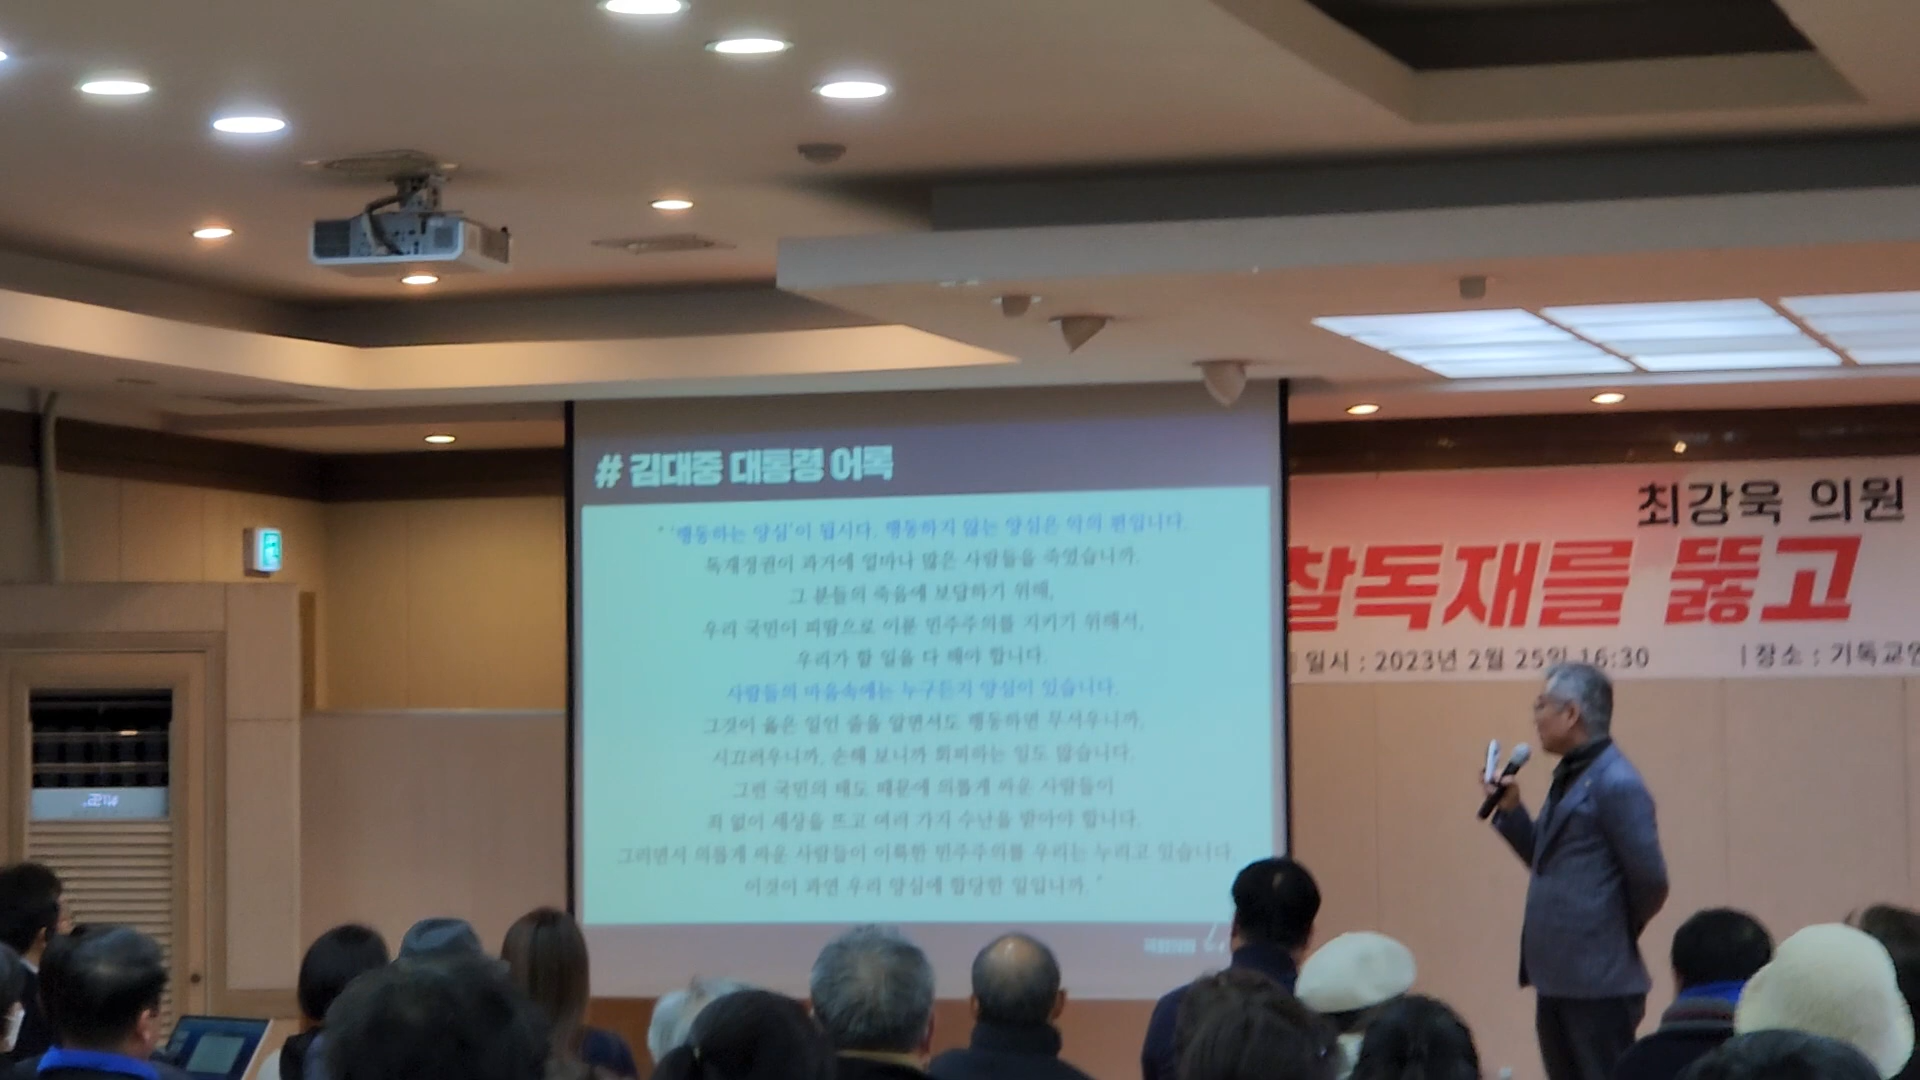 # 김대중 대통령 어록
" '행동하는 양심'이 됩시다. 행동하지 않는 양심은 악의 편입니다.
독재정권이 과거에 얼마나 많은 사람들을 죽였습니까.
그 분들의 죽음에 보답하기 위해,
우리 국민이 피땀으로 이룬 민주주의를 지키기 위해서,
우리가 할 일을 다 해야 합니다.
사람들의 마음속에는 누구든지 양심이 있습니다.
그것이 옳은 일인 줄을 알면서도 행동하면 무서우니까,
시끄러우니까, 손해 보니까 회피하는 일도 많습니다.
그런 국민의 태도 때문에 의롭게 싸운 사람들이
죄 없이 세상을 뜨고 여러 가지 수난을 받아야 합니다.
그러면서 의롭게 싸운 사람들이 이룩한 민주주의를 우리는 누리고 있습니다.
이것이 과연 우리 양심에 합당한 일입니까. "
국회의원
최강욱 의원
찰독재를 뚫고
일시 : 2023년 2월 25일 16:30
| 장소 : 기독교연